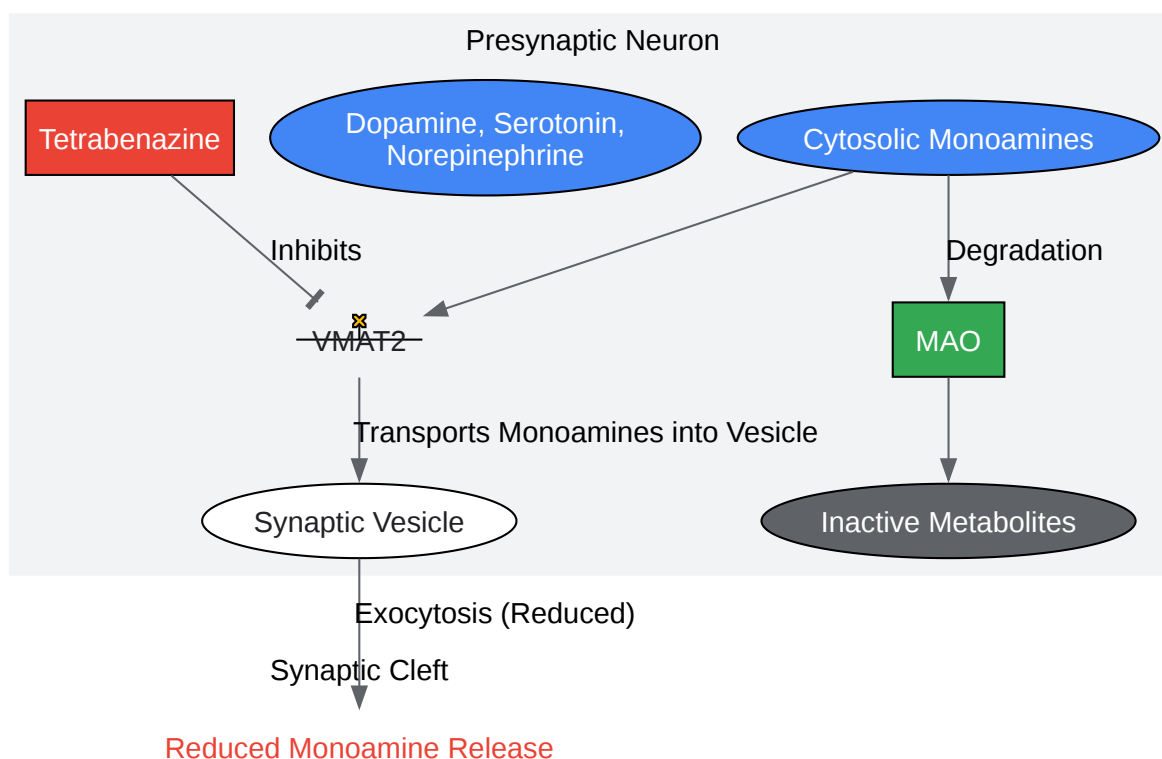 Presynaptic Neuron
Tetrabenazine
Dopamine, Serotonin,
Norepinephrine
Cytosolic Monoamines
Inhibits
Degradation
VMAT2
MAO
Transports Monoamines into Vesicle
Synaptic Vesicle
Inactive Metabolites
Exocytosis (Reduced)
Synaptic Cleft
Reduced Monoamine Release